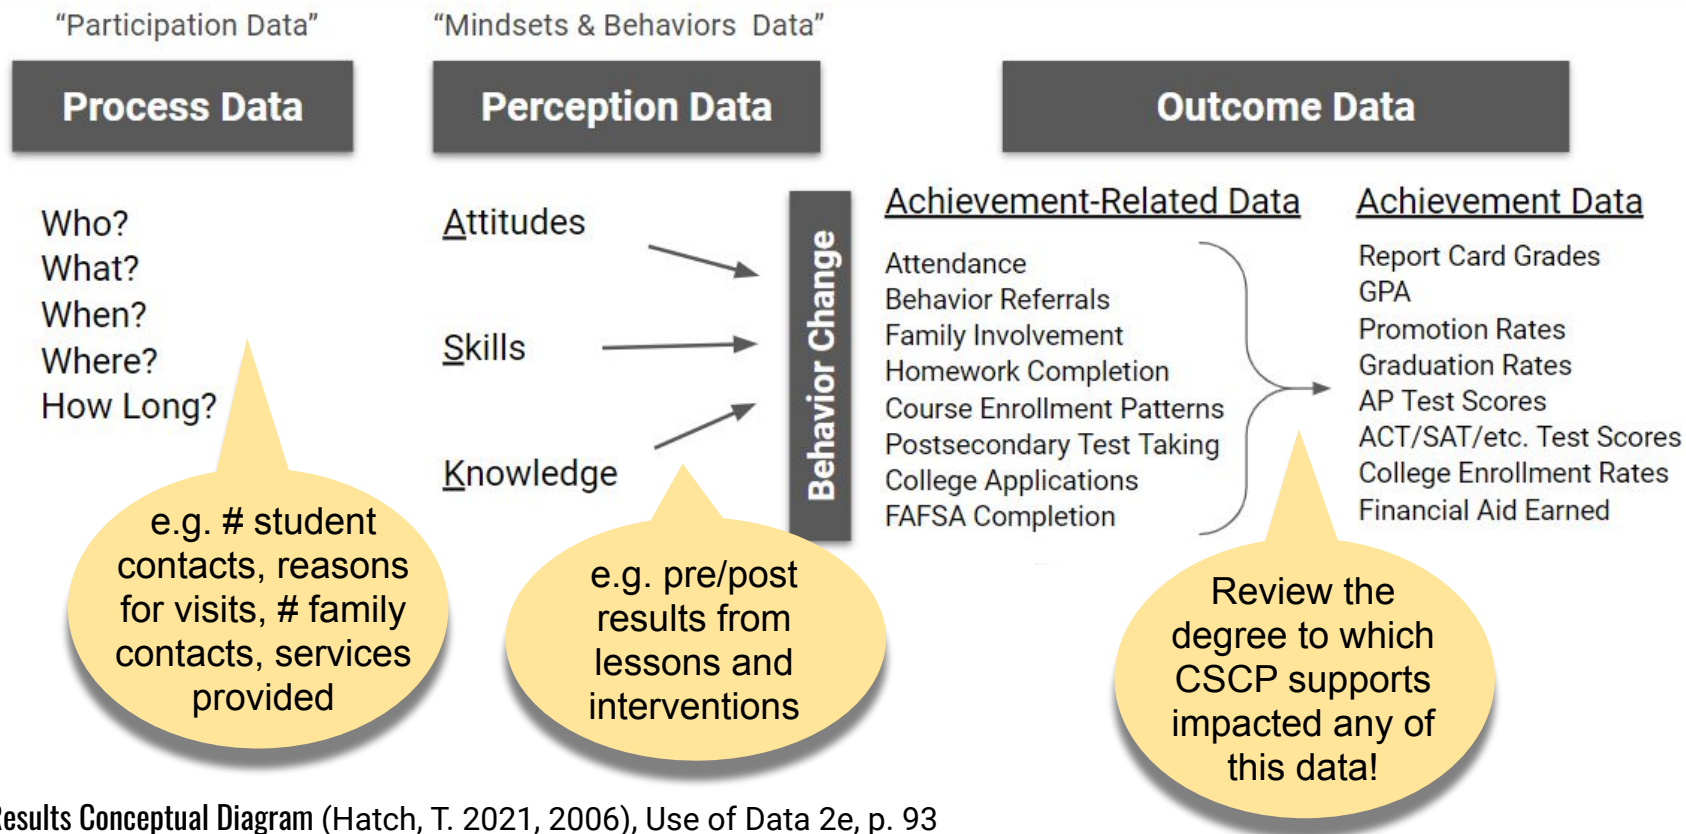 “Participation Data”
“Mindsets & Behaviors Data”
Process Data
Perception Data
Outcome Data
Who?
What?
When?
Where?
How Long?
e.g. # student
contacts, reasons
for visits, # family
contacts, services
provided
Attitudes
Skills
Knowledge
e.g. pre/post
results from
lessons and
interventions
Behavior Change
Achievement-Related Data
Attendance
Behavior Referrals
Family Involvement
Homework Completion
Course Enrollment Patterns
Postsecondary Test Taking
College Applications
FAFSA Completion
Achievement Data
Report Card Grades
GPA
Promotion Rates
Graduation Rates
AP Test Scores
ACT/SAT/etc. Test Scores
College Enrollment Rates
Financial Aid Earned
Review the
degree to which
CSCP supports
impacted any of
this data!
Results Conceptual Diagram (Hatch, T. 2021, 2006), Use of Data 2e, p. 93